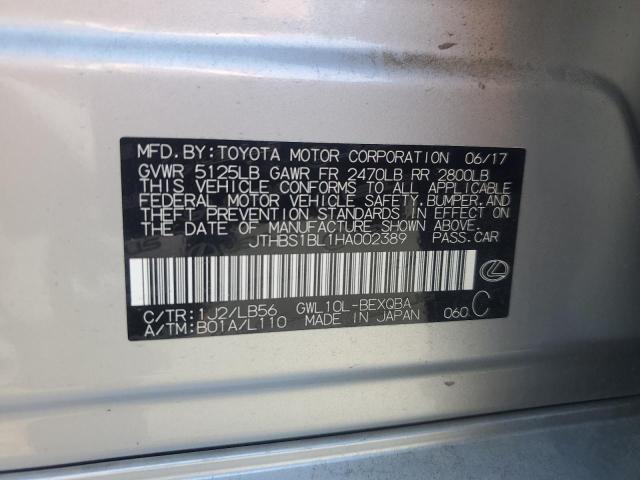 MFD.BY:TOYOTA MOTOR CORPORATION 06/17
GVWR 5125LB GAWR FR 2470LB RR 2800LB
THIS VEHICLE CONFORMS TO ALL APPLICABLE
FEDERAL MOTOR VEHICLE SAFETY,BUMPER,AND
THEFT PREVENTION STANDARDS IN EFFECT ON
THE DATE OF MANUFACTURE SHOWN ABOVE.
JTHBS1BL1HA002389 PASS.CAR
C/TR:1J2/LB56 GWL10L-BEXQBA
A/TM:B01A/L110 MADE IN JAPAN 060 C